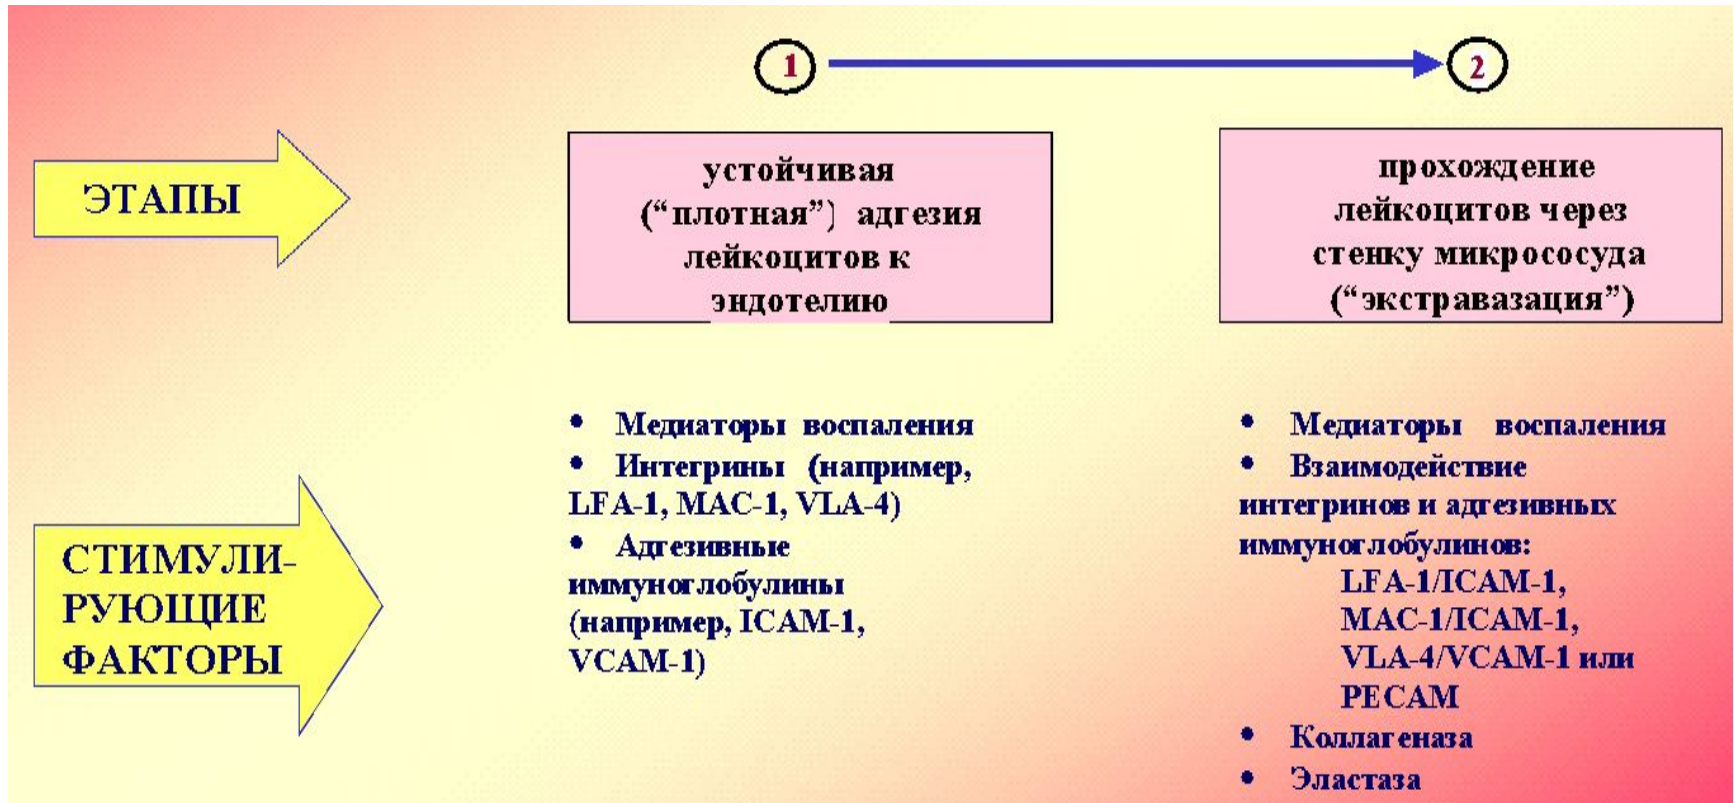 1
2
ЭТАПЫ
устойчивая
(“плотная”) адгезия
лейкоцитов к
эндотелию
прохождение
лейкоцитов через
стенку микрососуда
(“экстравазация”)
СТИМУЛИ-
РУЮЩИЕ
ФАКТОРЫ
• Медиаторы воспаления
• Интегрины (например,
LFA-1, MAC-1, VLA-4)
• Адгезивные
иммуноглобулины
(например, ICAM-1,
VCAM-1)
• Медиаторы воспаления
• Взаимодействие
интегринов и адгезивных
иммуноглобулинов:
LFA-1/ICAM-1,
MAC-1/ICAM-1,
VLA-4/VCAM-1 или
PECAM
• Коллагеназа
• Эластаза